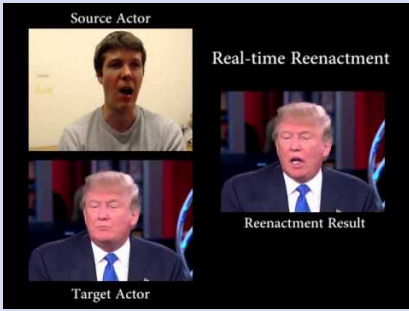 Source Actor
Real-time Reenactment
Reenactment Result
Target Actor